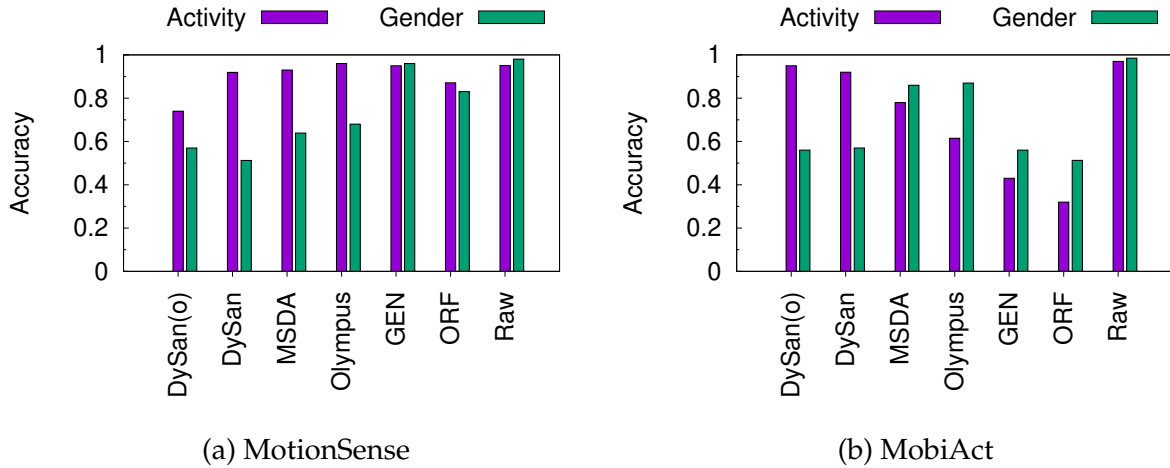 Activity Gender
Accuracy
1
0.8
0.6
0.4
0.2
0
DySan(o)
DySan
MSDA
Olympus
GEN
ORF
Raw
(a) MotionSense
Activity Gender
Accuracy
1
0.8
0.6
0.4
0.2
0
DySan(o)
DySan
MSDA
Olympus
GEN
ORF
Raw
(b) MobiAct